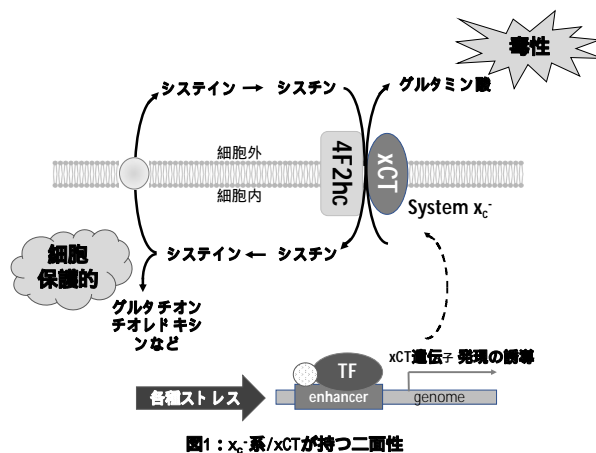 毒性
システイン → シスチン
グルタミン酸
細胞外
4F2hc
xCT
細胞内
System xc-
細胞
保護的
システイン ← シスチン
グルタチオン
チオレドキシ
ンなど
xCT遺伝子 発現の誘導
TF
各種ストレス
enhancer
genome
図1：xc-系/xCTが持つ二面性